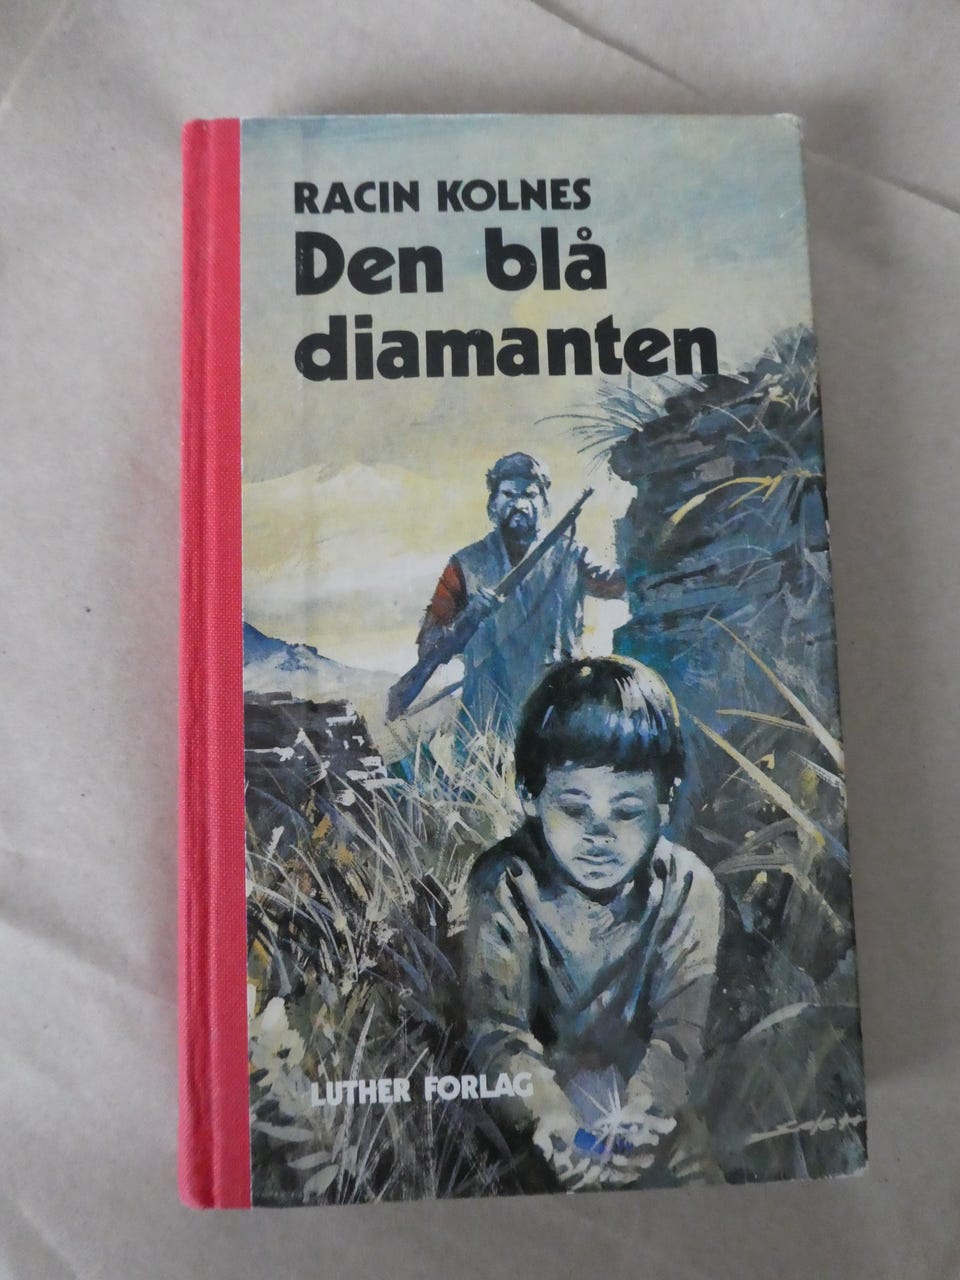 RACIN KOLNES
Den blå
diamanten
LUTHER FORLAG